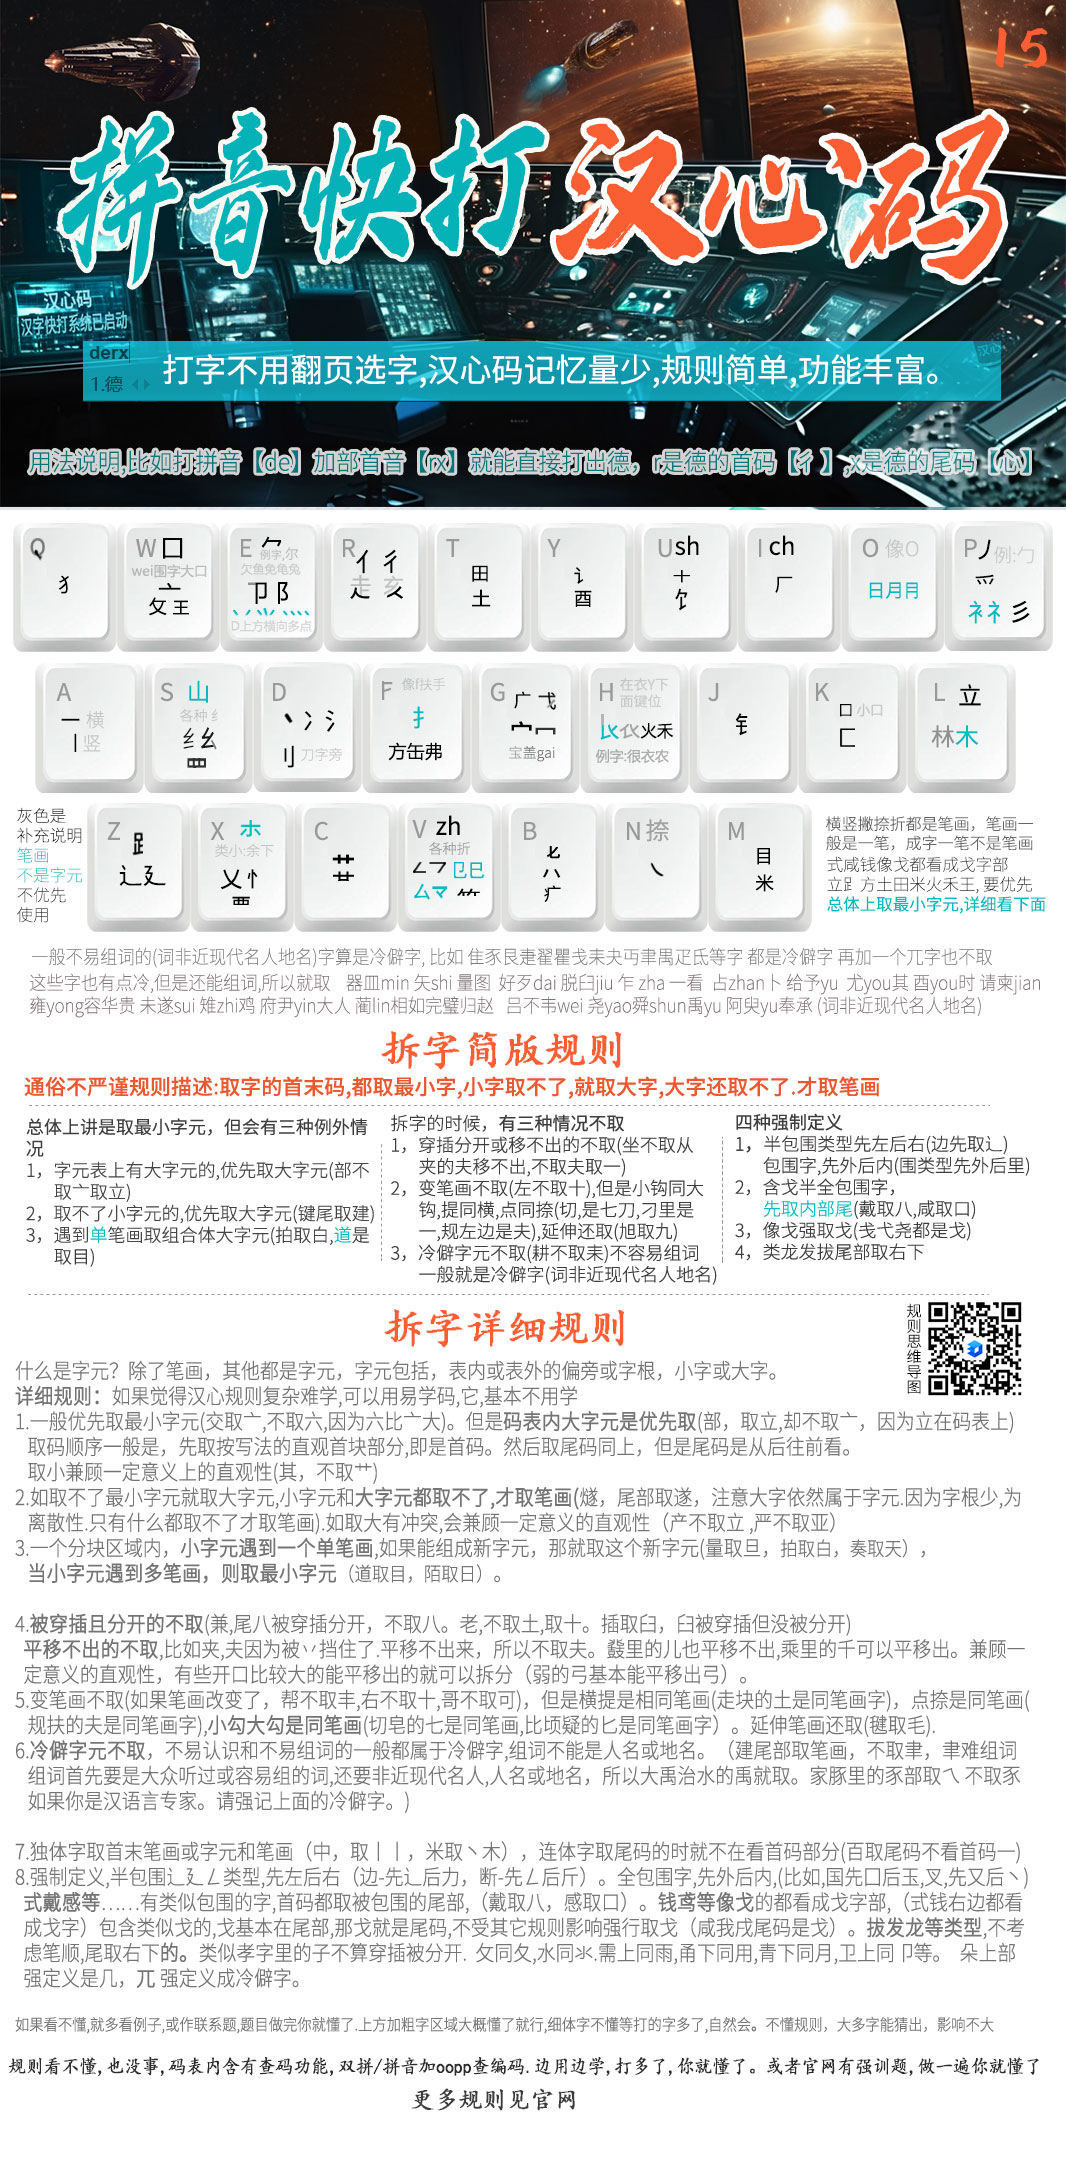 15
拼音快打汉心码
汉心码
汉字快打系统已启动
derx
1.德
打字不用翻页选字,汉心码记忆量少,规则简单,功能丰富。
用法说明,比如打拼音【de】加部首音【rx】就能直接打出德，r是德的首码【彳】,x是德的尾码【心】
Q 犭
W 囗 wei围字大口 亠 攵 王
E ⺈ 例字,尔 欠鱼免龟兔 卩 阝 D上方横向多点
R 亻 彳 走 亥
T 田 土
Y 讠 酉
U sh 十 饣
I ch 厂
O 像O 日月
P 丿 例:勹 爫 衤礻 彡
A 一 横 丨 竖
S 山 各种 纟 纟 幺 罒
D 丶 冫 氵 刂 刀字旁
F 像f扶手 扌 方缶弗
G 广 弋 宀 冖 宝盖gai
H 在衣Y下面键位 火禾 例字:很衣农
J 钅
K 口 小口 匚
L 立 林木
Z 辶廴
X 类小:余下 乂 忄 覀
C 艹
V zh 各种折 㔾巳 厶龴 ⺮
B 八 疒
N 捺
M 目 米
灰色是
补充说明
笔画
不是字元
不优先
使用
横竖撇捺折都是笔画，笔画一
般是一笔，成字一笔不是笔画
式咸钱像戈都看成戈字部
立⻊方土田米火禾王, 要优先
总体上取最小字元,详细看下面
一般不易组词的(词非近现代名人地名)字算是冷僻字, 比如 隹豕艮疌翟瞿戋耒夬丏聿禺疋氐等字 都是冷僻字 再加一个兀字也不取
这些字也有点冷,但是还能组词,所以就取 器皿min 矢shi 量图 好歹dai 脱臼jiu 乍 zha 一看 占zhan卜 给予yu 尤you其 酉you时 请柬jian
雍yong容华贵 未遂sui 雉zhi鸡 府尹yin大人 蔺lin相如完璧归赵 吕不韦wei 尧yao舜shun禹yu 阿臾yu奉承 (词非近现代名人地名)
拆字简版规则
通俗不严谨规则描述:取字的首末码,都取最小字,小字取不了,就取大字,大字还取不了.才取笔画
总体上讲是取最小字元，但会有三种例外情
况
1，字元表上有大字元的,优先取大字元(部不
取亠取立)
2，取不了小字元的,优先取大字元(键尾取建)
3，遇到单笔画取组合体大字元(拍取白,道是
取目)
拆字的时候，有三种情况不取
1，穿插分开或移不出的不取(坐不取从
夹的夫移不出,不取夫取一)
2，变笔画不取(左不取十),但是小钩同大
钩,提同横,点同捺(切,是七刀,刁里是
一,规左边是夫),延伸还取(旭取九)
3，冷僻字元不取(耕不取耒)不容易组词
一般就是冷僻字(词非近现代名人地名)
四种强制定义
1，半包围类型先左后右(边先取辶)
包围字,先外后内(围类型先外后里)
2，含戈半全包围字，
先取内部尾(戴取八,咸取口)
3，像戈强取戈(戋弋尧都是戈)
4，类龙发拔尾部取右下
拆字详细规则
规则思维导图
什么是字元？除了笔画，其他都是字元，字元包括，表内或表外的偏旁或字根，小字或大字。
详细规则：如果觉得汉心规则复杂难学,可以用易学码,它,基本不用学
1.一般优先取最小字元(交取亠,不取六,因为六比亠大)。但是码表内大字元是优先取(部，取立,却不取亠，因为立在码表上)
取码顺序一般是，先取按写法的直观首块部分,即是首码。然后取尾码同上，但是尾码是从后往前看。
取小兼顾一定意义上的直观性(其，不取艹)
2.如取不了最小字元就取大字元,小字元和大字元都取不了,才取笔画(燧，尾部取遂，注意大字依然属于字元.因为字根少,为
离散性.只有什么都取不了才取笔画).如取大有冲突,会兼顾一定意义的直观性（产不取立 ,严不取亚）
3.一个分块区域内，小字元遇到一个单笔画,如果能组成新字元，那就取这个新字元(量取旦，拍取白，奏取天），
当小字元遇到多笔画，则取最小字元（道取目，陌取日）。
4.被穿插且分开的不取(兼,尾八被穿插分开，不取八。老,不取土,取十。插取臼，臼被穿插但没被分开)
平移不出的不取,比如夹,夫因为被丷挡住了.平移不出来，所以不取夫。鼗里的儿也平移不出,乘里的千可以平移出。兼顾一
定意义的直观性，有些开口比较大的能平移出的就可以拆分（弱的弓基本能平移出弓）。
5.变笔画不取(如果笔画改变了，帮不取丰,右不取十,哥不取可)，但是横提是相同笔画(走块的土是同笔画字)，点捺是同笔画(
规扶的夫是同笔画字),小勾大勾是同笔画(切皂的七是同笔画,比顷疑的匕是同笔画字）。延伸笔画还取(毽取毛).
6.冷僻字元不取，不易认识和不易组词的一般都属于冷僻字,组词不能是人名或地名。（建尾部取笔画，不取聿，聿难组词
组词首先要是大众听过或容易组的词,还要非近现代名人,人名或地名，所以大禹治水的禹就取。家豚里的豕部取乀 不取豕
如果你是汉语言专家。请强记上面的冷僻字。)
7.独体字取首末笔画或字元和笔画（中，取丨丨，米取丶木），连体字取尾码的时就不在看首码部分(百取尾码不看首码一)
8.强制定义,半包围辶廴𠃊类型,先左后右（边-先辶后力，断-先𠃊后斤）。全包围字,先外后内,(比如,国先口后玉,叉,先又后丶)
式戴感等……有类似包围的字,首码都取被包围的尾部,（戴取八，感取口）。钱鸢等像戈的都看成戈字部,（式钱右边都看
成戈字）包含类似戈的,戈基本在尾部,那戈就是尾码,不受其它规则影响强行取戈（咸我戌尾码是戈）。拔发龙等类型,不考
虑笔顺,尾取右下的。类似孝字里的子不算穿插被分开. 攵同夂,水同氺.需上同雨,甬下同用,青下同月,卫上同卩等。 朵上部
强定义是几，兀 强定义成冷僻字。
如果看不懂,就多看例子,或作联系题,题目做完你就懂了.上方加粗字区域大概懂了就行,细体字不懂等打的字多了,自然会。不懂规则，大多字能猜出，影响不大
规则看不懂,也没事,码表内含有查码功能,双拼/拼音加oopp查编码.边用边学,打多了,你就懂了。或者官网有强训题,做一遍你就懂了
更多规则见官网